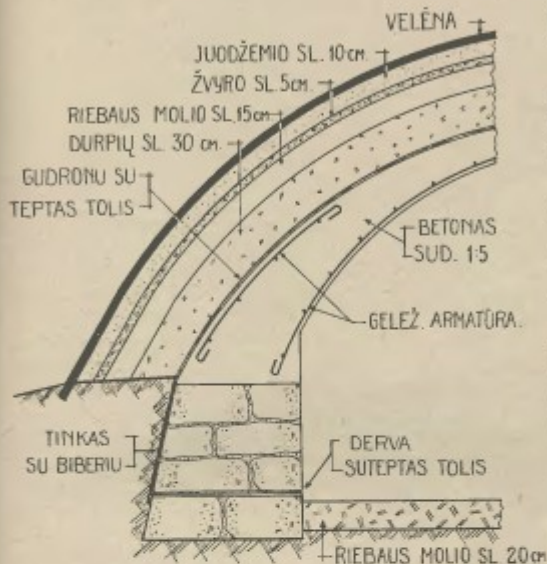 VELĖNA
JUODŽEMIO SL. 10 cm.
ŽVYRO SL. 5 cm.
RIEBAUS MOLIO SL. 15 cm
DURPIŲ SL. 30 cm.
GUDRONU SU
TEPTAS TOLIS
BETONAS
SUD. 1:5
GELEŽ. ARMATŪRA.
TINKAS
SU BIBERIU
DERVA
SUTEPTAS TOLIS
RIEBAUS MOLIO SL 20 cm